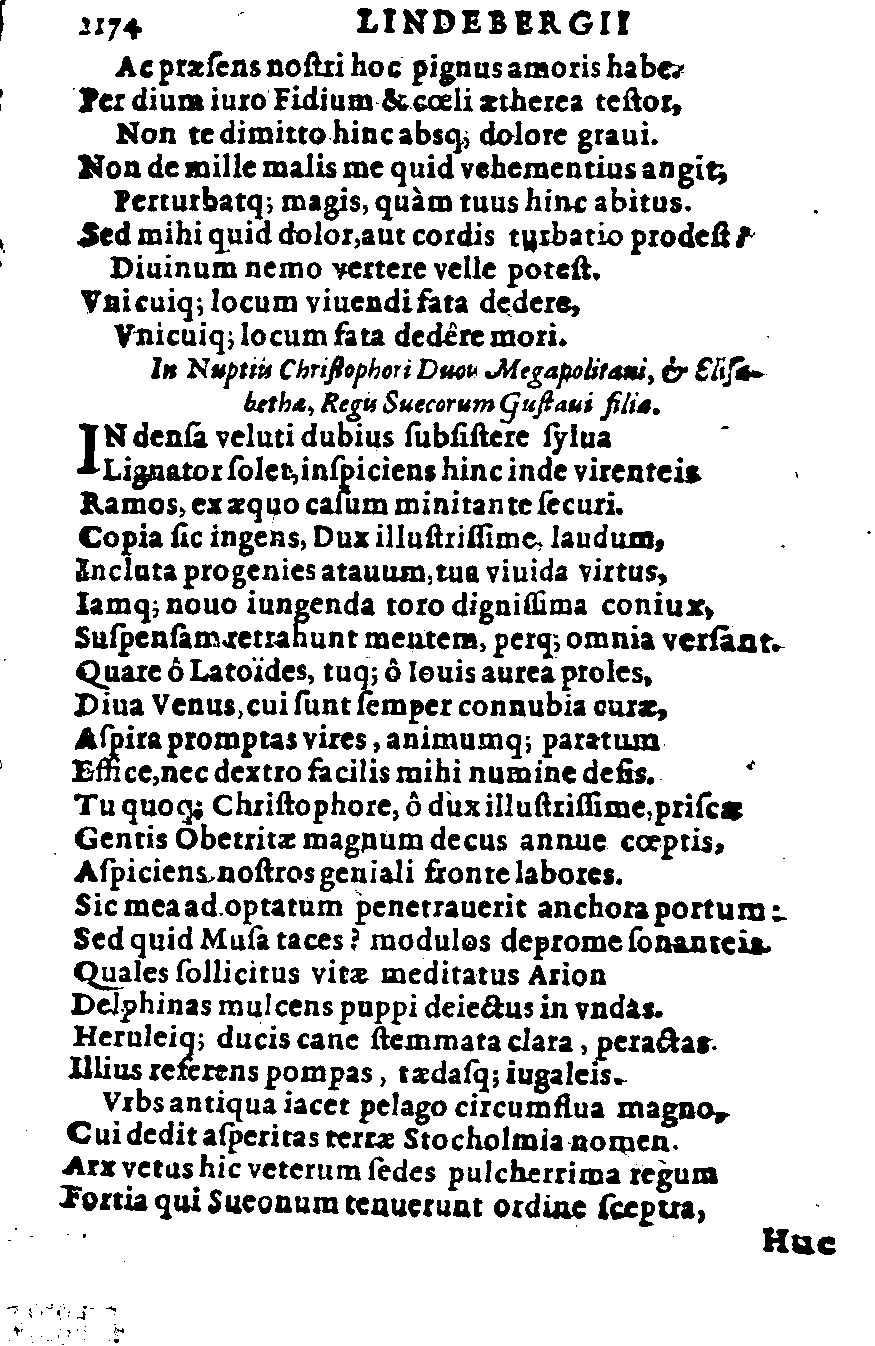 2174 LINDEBERGII
Ac præſens noſtri hoc pignus amoris habe.
Per dium iuro Fidium & cœli ætherea teſtor,
Non te dimitto hinc absq; dolore graui.
Non de mille malis me quid vehementius angit,
Perturbatq; magis, quàm tuus hinc abitus.
Sed mihi quid dolor, aut cordis turbatio prodeſt?
Diuinum nemo vertere velle poteſt.
Vnicuiq; locum viuendi fata dedere,
Vnicuiq; locum fata dedêre mori.
In Nuptiis Chriſtophori Ducis Megapolitani, & Eliſa-
betha, Regis Suecorum Guſtaui filia.
IN denſa veluti dubius ſubſiſtere ſylua
Lignator ſolet, inſpiciens hinc inde virenteis
Ramos, ex æquo caſum minitante ſecuri.
Copia ſic ingens, Dux illuſtriſſime, laudum,
Incluta progenies atauum, tua viuida virtus,
Iamq; nouo iungenda toro digniſſima coniux,
Suſpenſam retrahunt mentem, perq; omnia verſant.
Quare ô Latoïdes, tuq; ô Iouis aurea proles,
Diua Venus, cui ſunt ſemper connubia curæ,
Aſpira promptas vires, animumq; paratum
Effice, nec dextro facilis mihi numine deſis.
Tu quoq; Chriſtophore, ô dux illuſtriſſime, priſcæ
Gentis Obetritæ magnum decus annue cœptis,
Aſpiciens noſtros geniali fronte labores.
Sic mea ad optatum penetrauerit anchora portum:
Sed quid Muſa taces? modulos deprome ſonanteis
Quales ſollicitus vitæ meditatus Arion
Delphinas mulcens puppi deiectus in vndas.
Heruleiq; ducis cane ſtemmata clara, peractas
Illius referens pompas, tædaſq; iugaleis.
Vrbs antiqua iacet pelago circumflua magno,
Cui dedit aſperitas terræ Stocholmia nomen.
Arx vetus hic veterum ſedes pulcherrima regum
Fortia qui Sueonum tenuerunt ordine ſceptra,
Huc